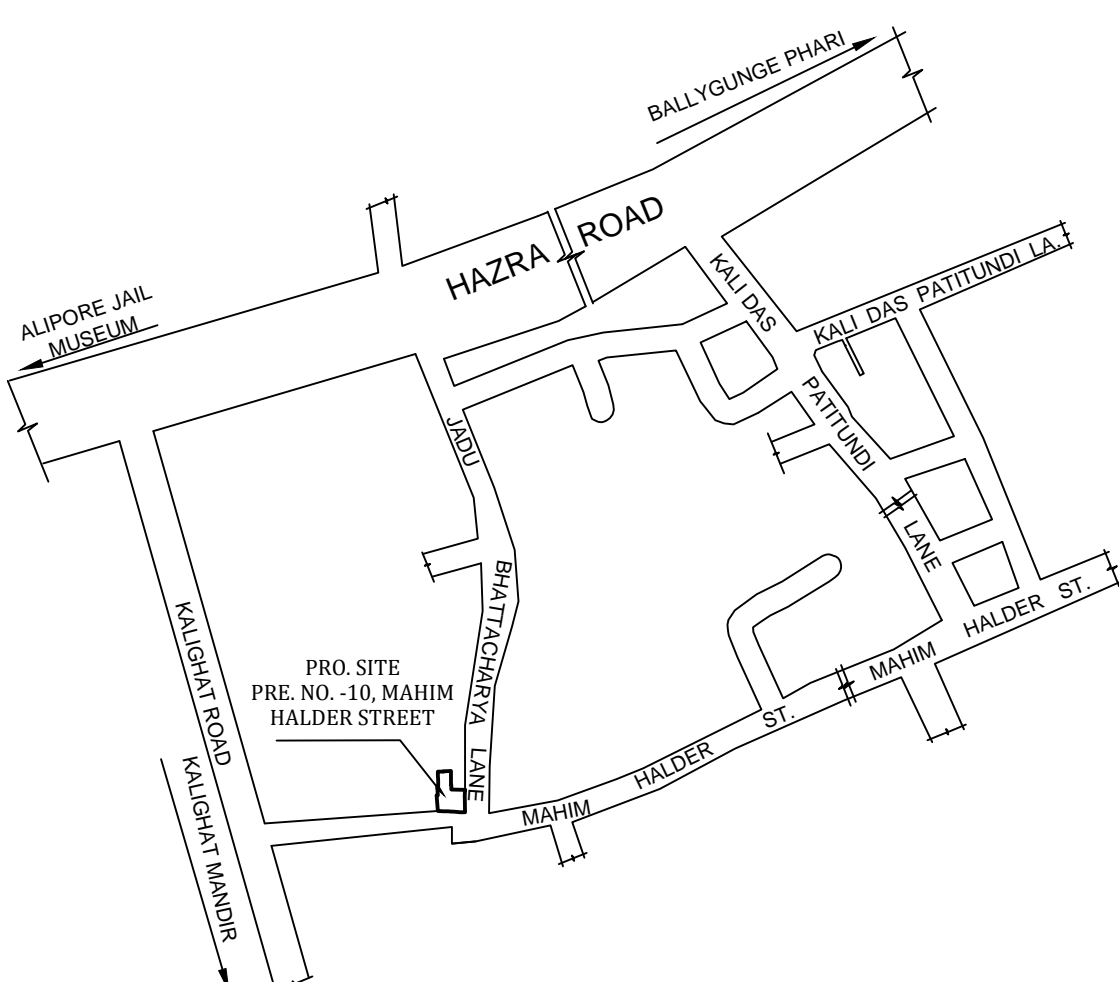 BALLYGUNGE PHARI
HAZRA ROAD
ALIPORE JAIL
MUSEUM
KALI DAS
PATITUNDI
LANE
KALI DAS PATITUNDI LA.
JADU
BHATTACHARYA LANE
KALIGHAT ROAD
PRO. SITE
PRE. NO. -10, MAHIM
HALDER STREET
KALIGHAT MANDIR
MAHIM HALDER ST.
MAHIM HALDER ST.